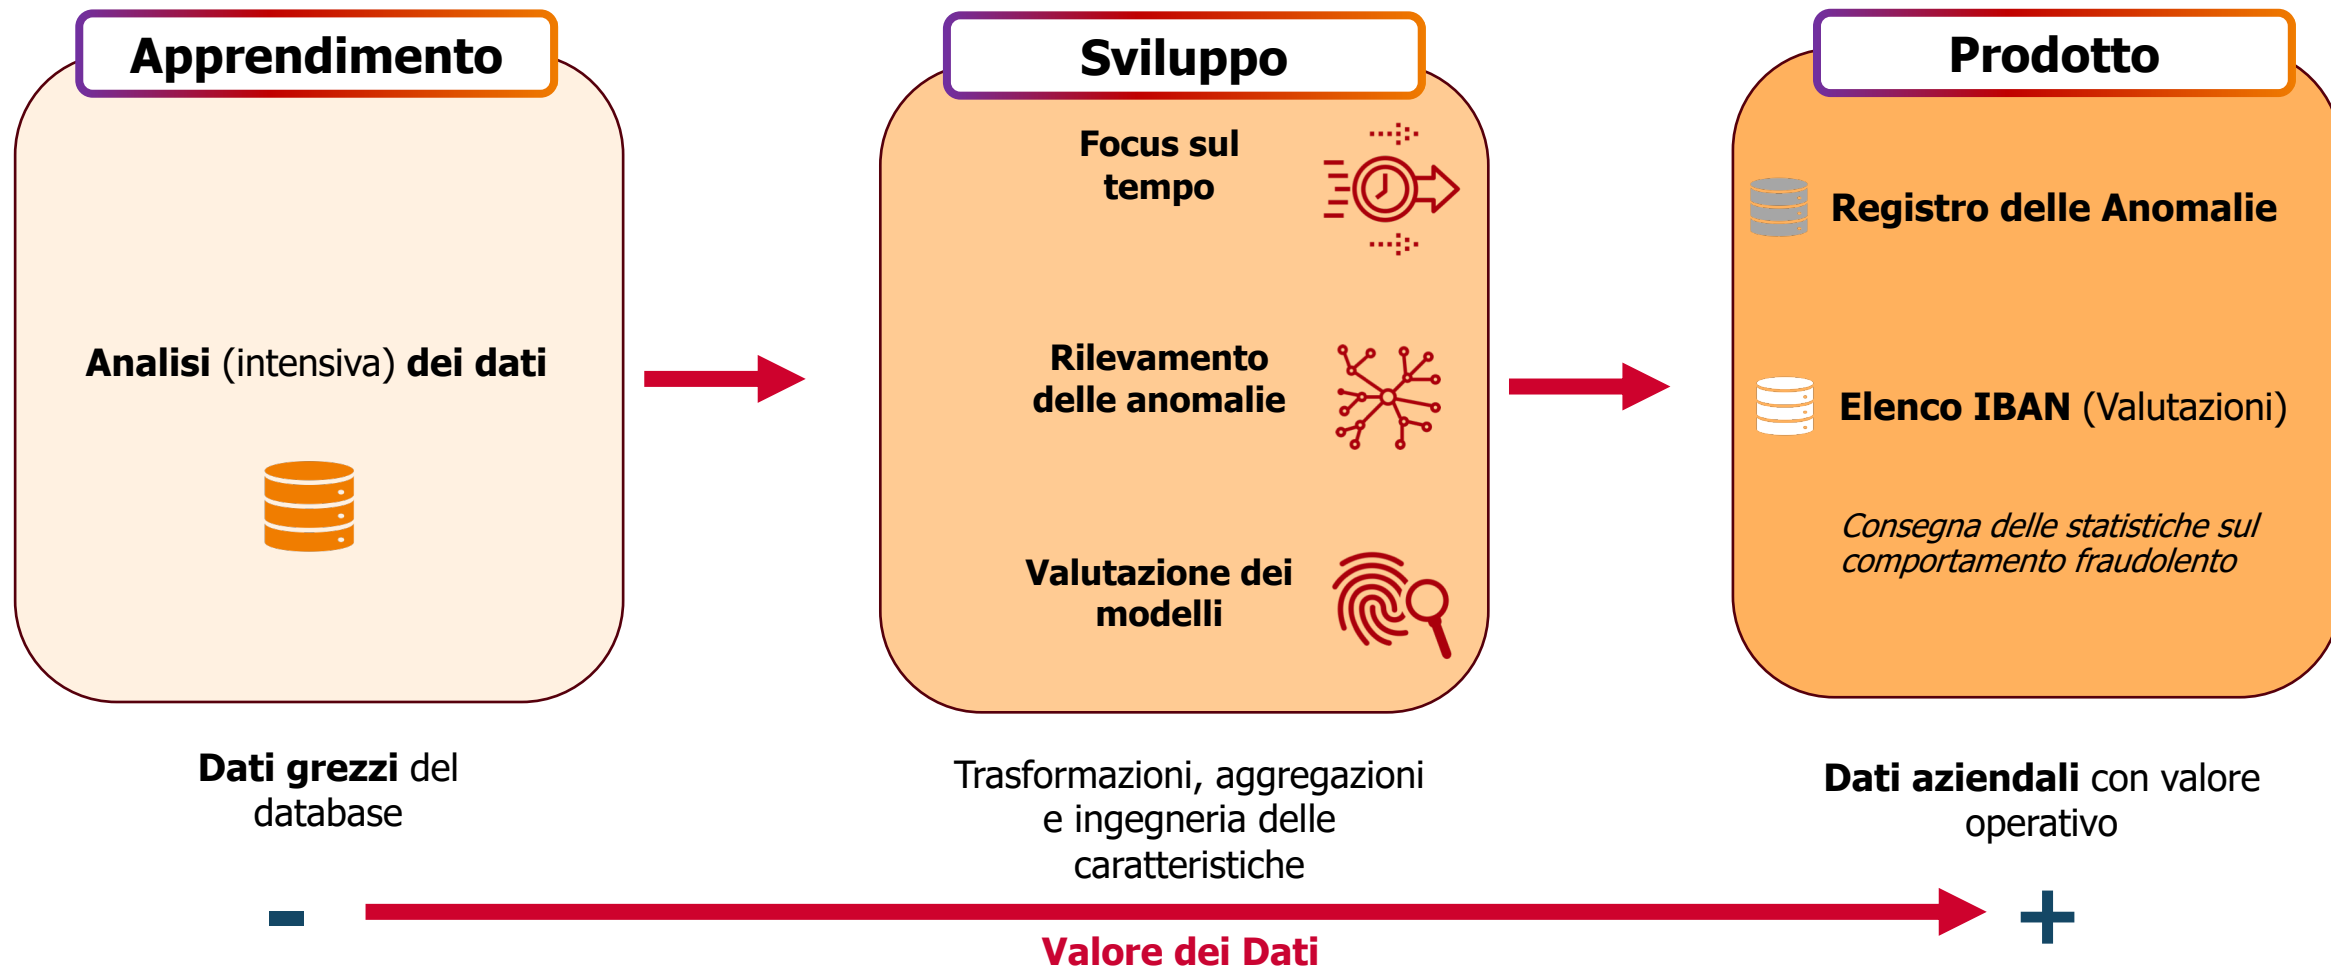 Apprendimento
Analisi (intensiva) dei dati
Dati grezzi del
database
Sviluppo
Focus sul
tempo
Rilevamento
delle anomalie
Valutazione dei
modelli
Trasformazioni, aggregazioni
e ingegneria delle
caratteristiche
Prodotto
Registro delle Anomalie
Elenco IBAN (Valutazioni)
Consegna delle statistiche sul
comportamento fraudolento
Dati aziendali con valore
operativo
- +
Valore dei Dati